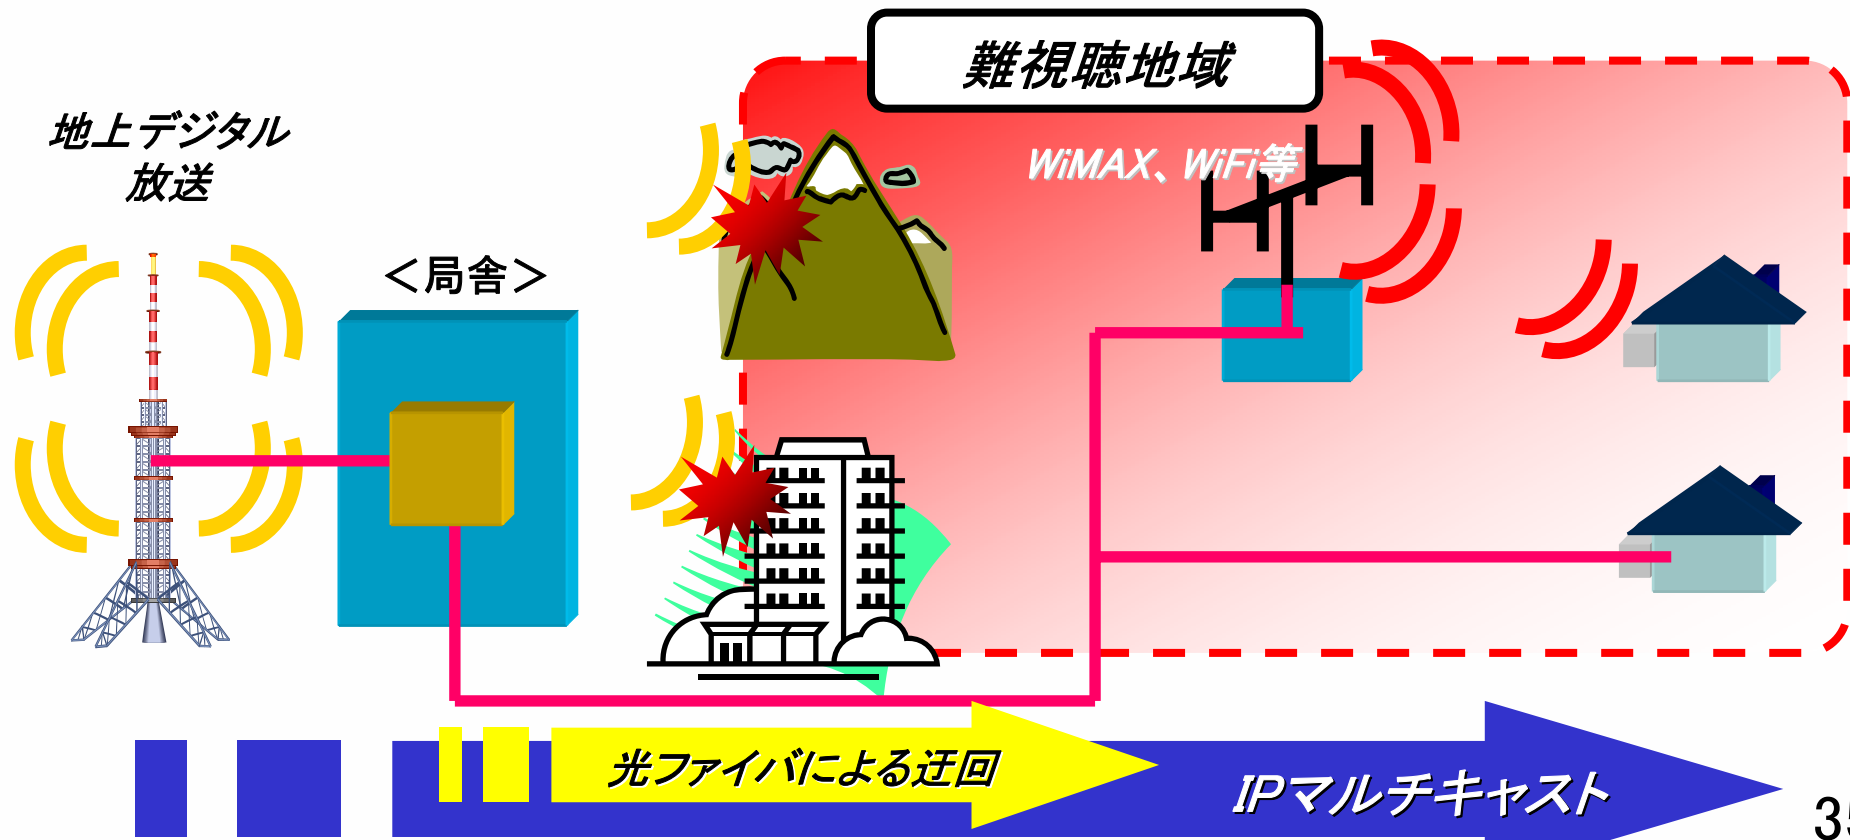 難視聴地域
地上デジタル
放送
WiMAX、WiFi等
＜局舎＞
光ファイバによる迂回
IPマルチキャスト
35